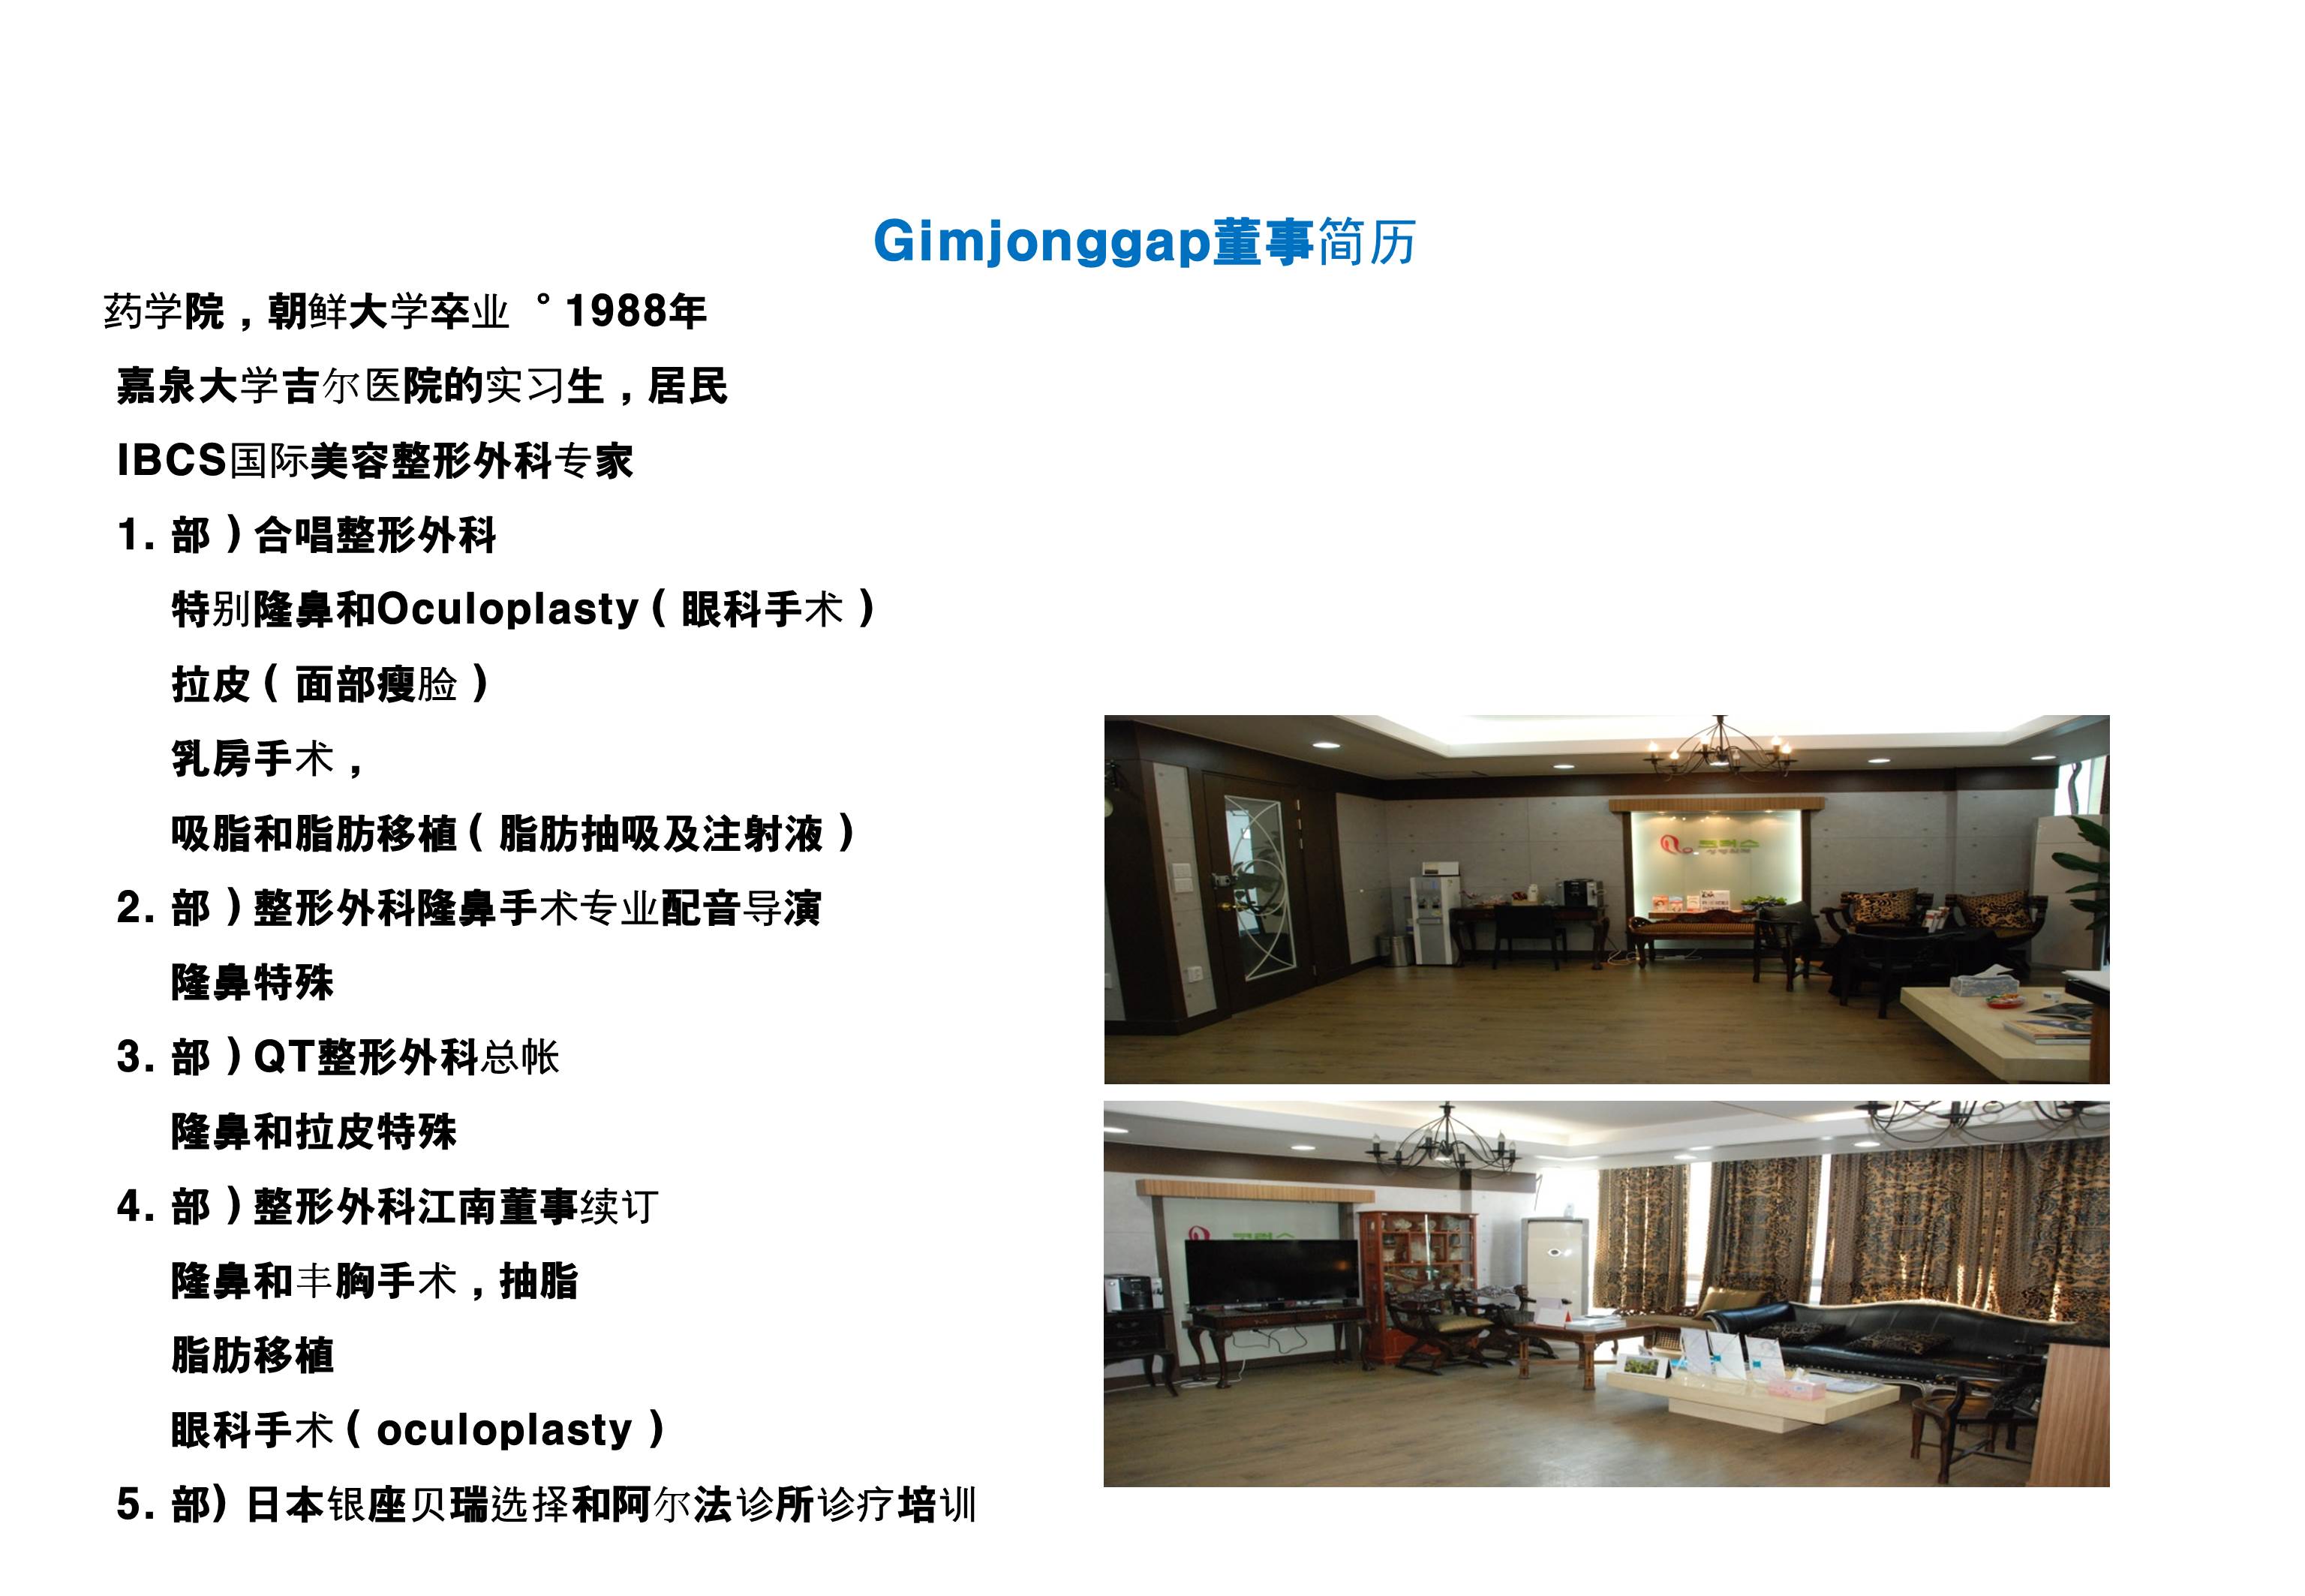 Gimjonggap董事简历
药学院，朝鲜大学卒业 ° 1988年
嘉泉大学吉尔医院的实习生，居民
IBCS国际美容整形外科专家
1. 部）合唱整形外科
特别隆鼻和Oculoplasty（眼科手术）
拉皮（面部瘦脸）
乳房手术，
吸脂和脂肪移植（脂肪抽吸及注射液）
2. 部）整形外科隆鼻手术专业配音导演
隆鼻特殊
3. 部）QT整形外科总帐
隆鼻和拉皮特殊
4. 部）整形外科江南董事续订
隆鼻和丰胸手术，抽脂
脂肪移植
眼科手术（oculoplasty）
5. 部) 日本银座贝瑞选择和阿尔法诊所诊疗培训